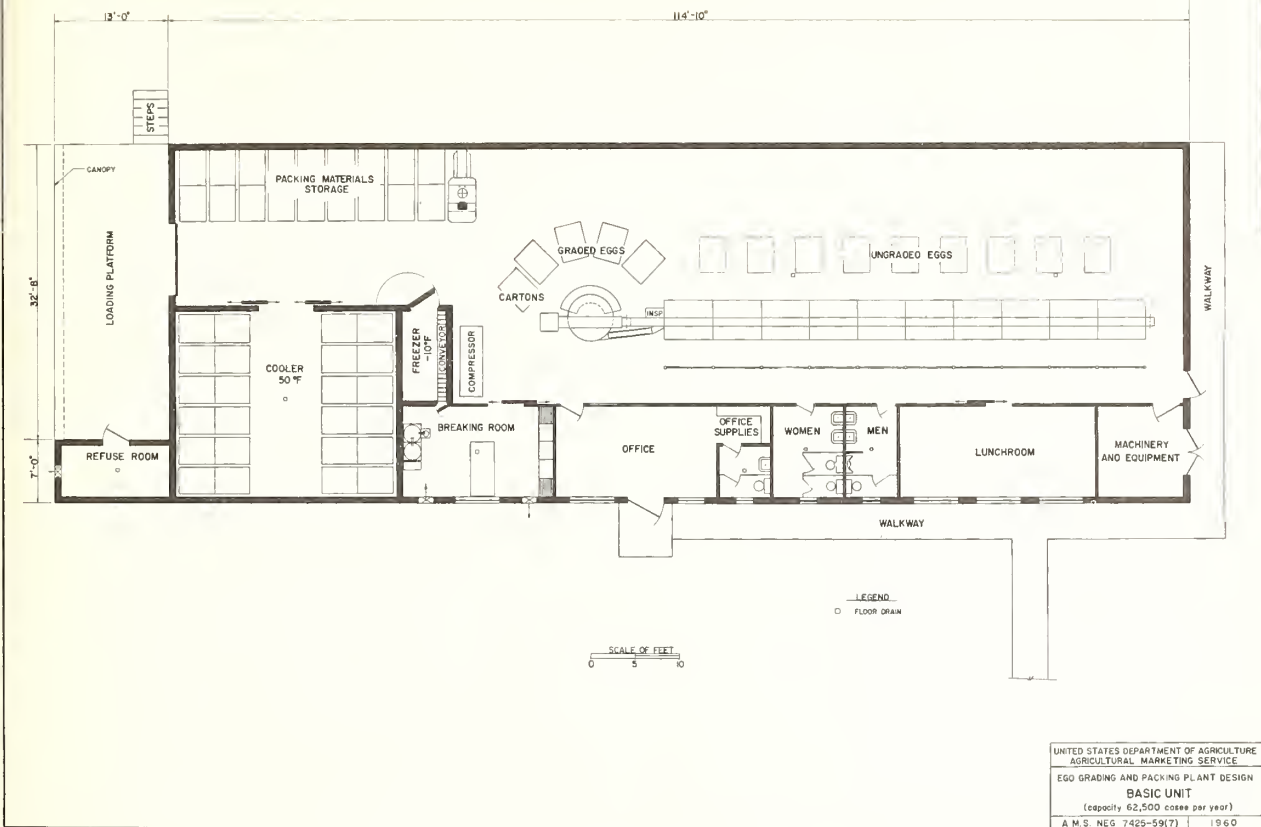 13'-0"
114'-10"
STEPS
CANOPY
PACKING MATERIALS
STORAGE
LOADING PLATFORM
32'-8"
GRAOED EGGS
UNGRAOEO EGGS
CARTONS
INSP
WALKWAY
FREEZER
-10°F
CONVEYOR
COMPRESSOR
COOLER
50 °F
7'-0"
REFUSE ROOM
BREAKING ROOM
OFFICE
OFFICE
SUPPLIES
WOMEN
MEN
LUNCHROOM
MACHINERY
AND EQUIPMENT
WALKWAY
LEGEND
FLOOR DRAIN
SCALE OF FEET
0 5 10
UNITED STATES DEPARTMENT OF AGRICULTURE
AGRICULTURAL MARKETING SERVICE
EGO GRADING AND PACKING PLANT DESIGN
BASIC UNIT
(capacity 62,500 cases per year)
A.M.S. NEG 7425-59(7) 1960